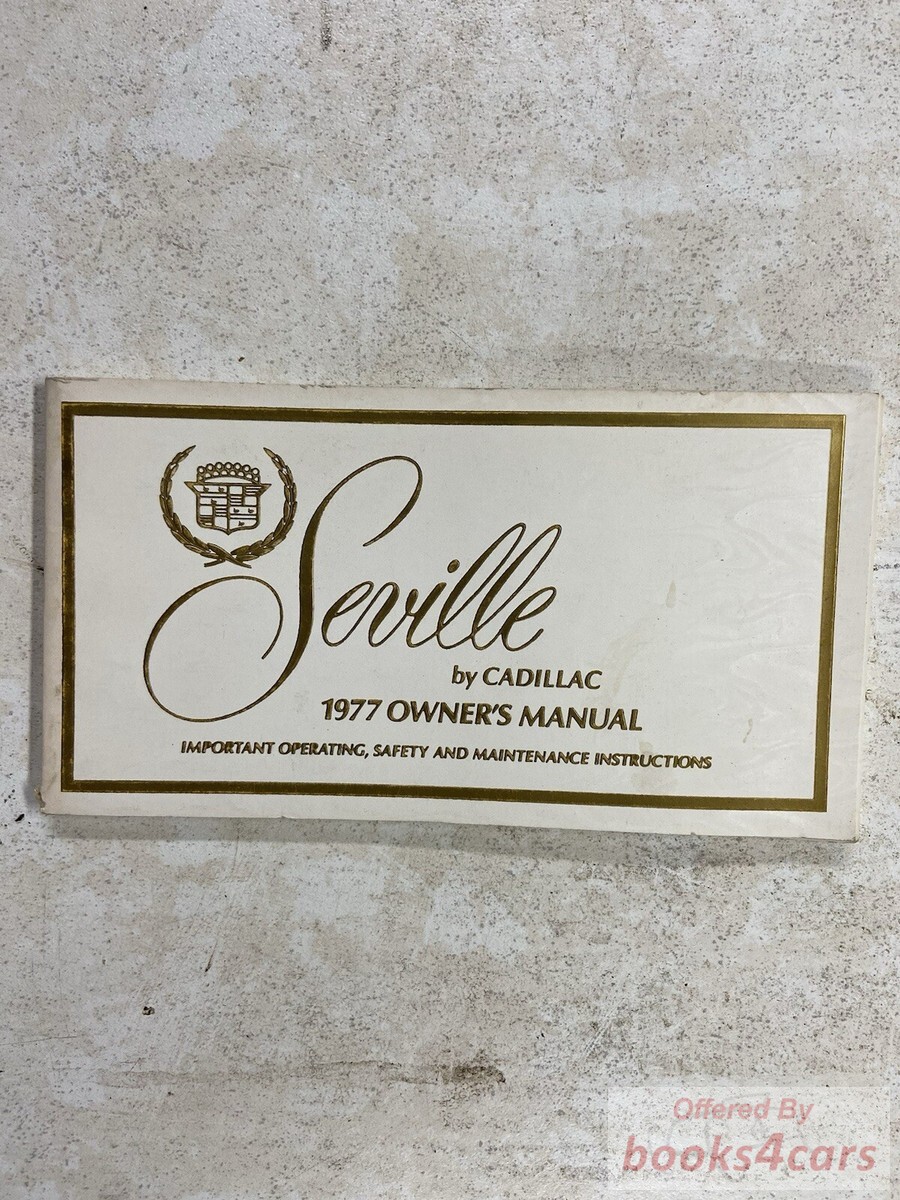 Seville
by CADILLAC
1977 OWNER'S MANUAL
IMPORTANT OPERATING, SAFETY AND MAINTENANCE INSTRUCTIONS
Offered By
books4cars